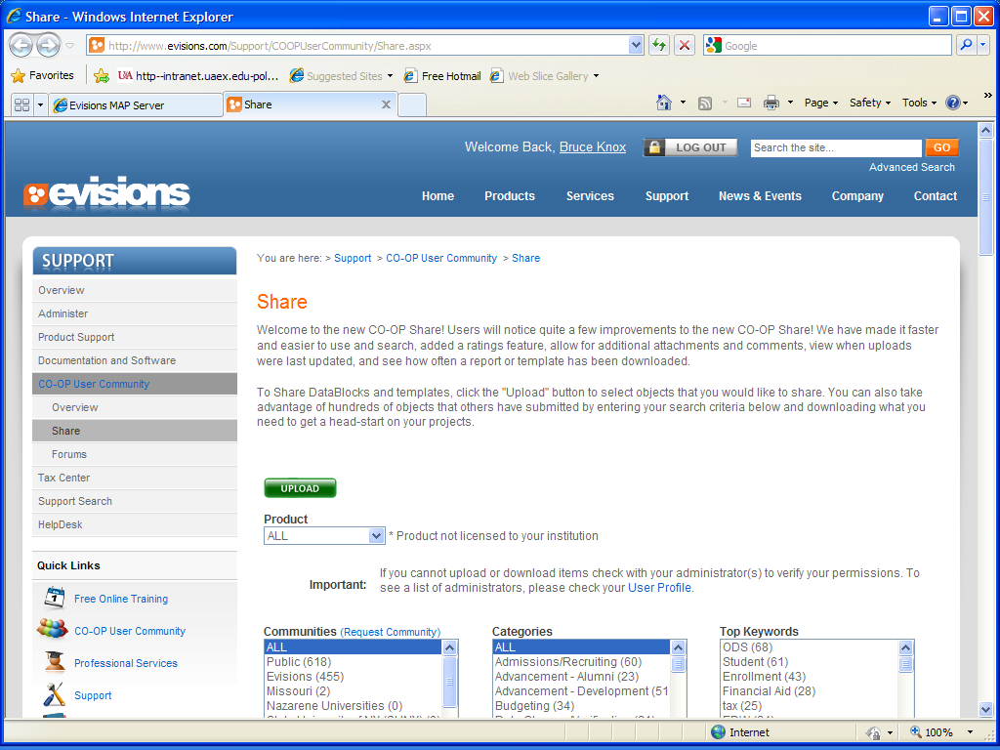 Share - Windows Internet Explorer
http://www.evisions.com/Support/COOPUserCommunity/Share.aspx
Google
Favorites
http--intranet.uaex.edu-pol...
Suggested Sites
Free Hotmail
Web Slice Gallery
Evisions MAP Server
Share
Page
Safety
Tools
Welcome Back, Bruce Knox
LOG OUT
Search the site...
GO
Advanced Search
evisions
Home
Products
Services
Support
News & Events
Company
Contact
SUPPORT
Overview
Administer
Product Support
Documentation and Software
CO-OP User Community
Overview
Share
Forums
Tax Center
Support Search
HelpDesk
Quick Links
Free Online Training
CO-OP User Community
Professional Services
Support
You are here: > Support > CO-OP User Community > Share
Share
Welcome to the new CO-OP Share! Users will notice quite a few improvements to the new CO-OP Share! We have made it faster
and easier to use and search, added a ratings feature, allow for additional attachments and comments, view when uploads
were last updated, and see how often a report or template has been downloaded.
To Share DataBlocks and templates, click the "Upload" button to select objects that you would like to share. You can also take
advantage of hundreds of objects that others have submitted by entering your search criteria below and downloading what you
need to get a head-start on your projects.
UPLOAD
Product
ALL
* Product not licensed to your institution
Important:
If you cannot upload or download items check with your administrator(s) to verify your permissions. To
see a list of administrators, please check your User Profile.
Communities (Request Community)
ALL
Public (618)
Evisions (455)
Missouri (2)
Nazarene Universities (0)
Categories
ALL
Admissions/Recruiting (60)
Advancement - Alumni (23)
Advancement - Development (51
Budgeting (34)
Top Keywords
ODS (68)
Student (61)
Enrollment (43)
Financial Aid (28)
tax (25)
Internet
100%